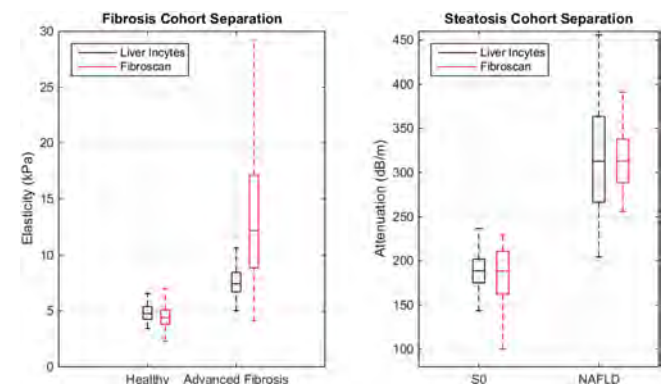 Fibrosis Cohort Separation
Liver Incytes
Fibroscan
Elasticity (kPa)
30
25
20
15
10
5
0
Healthy Advanced Fibrosis
Steatosis Cohort Separation
Liver Incytes
Fibroscan
Attenuation (dB/m)
450
400
350
300
250
200
150
100
S0 NAFLD